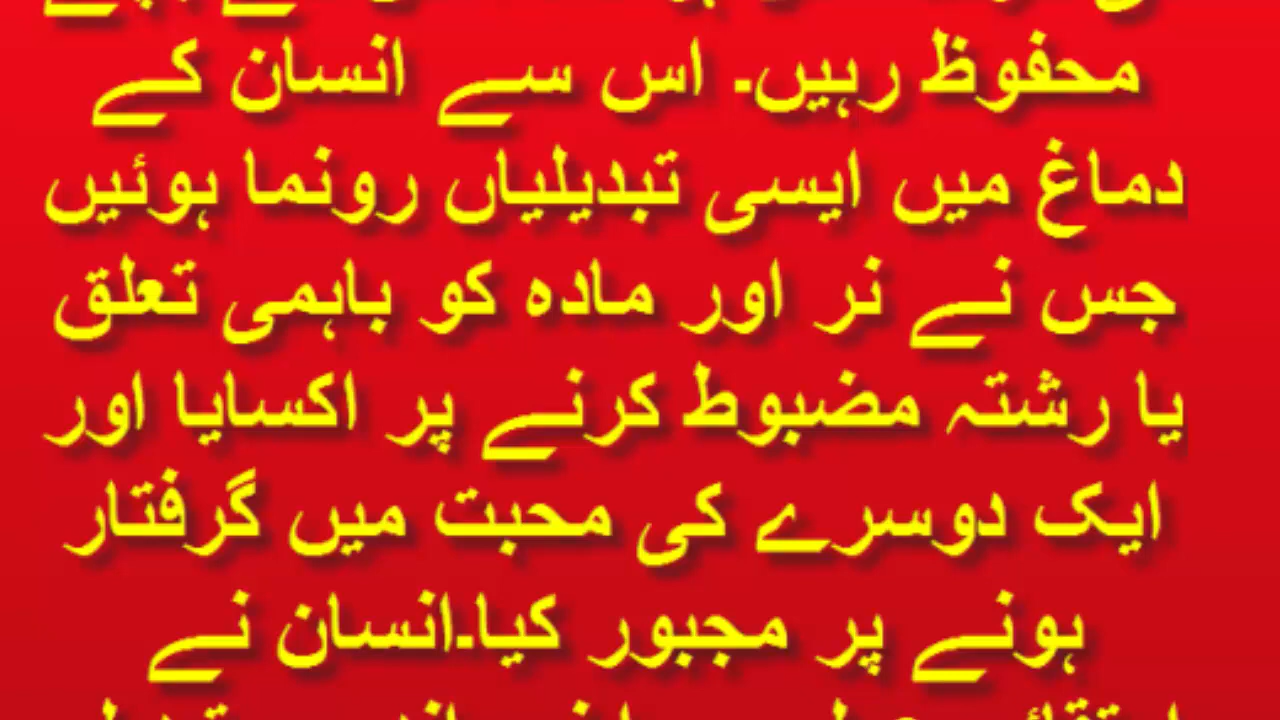 محفوظ رہیں۔ اس سے انسان کے
دماغ میں ایسی تبدیلیاں رونما ہوئیں
جس نے نر اور مادہ کو باہمی تعلق
یا رشتہ مضبوط کرنے پر اکسایا اور
ایک دوسرے کی محبت میں گرفتار
ہونے پر مجبور کیا۔انسان نے